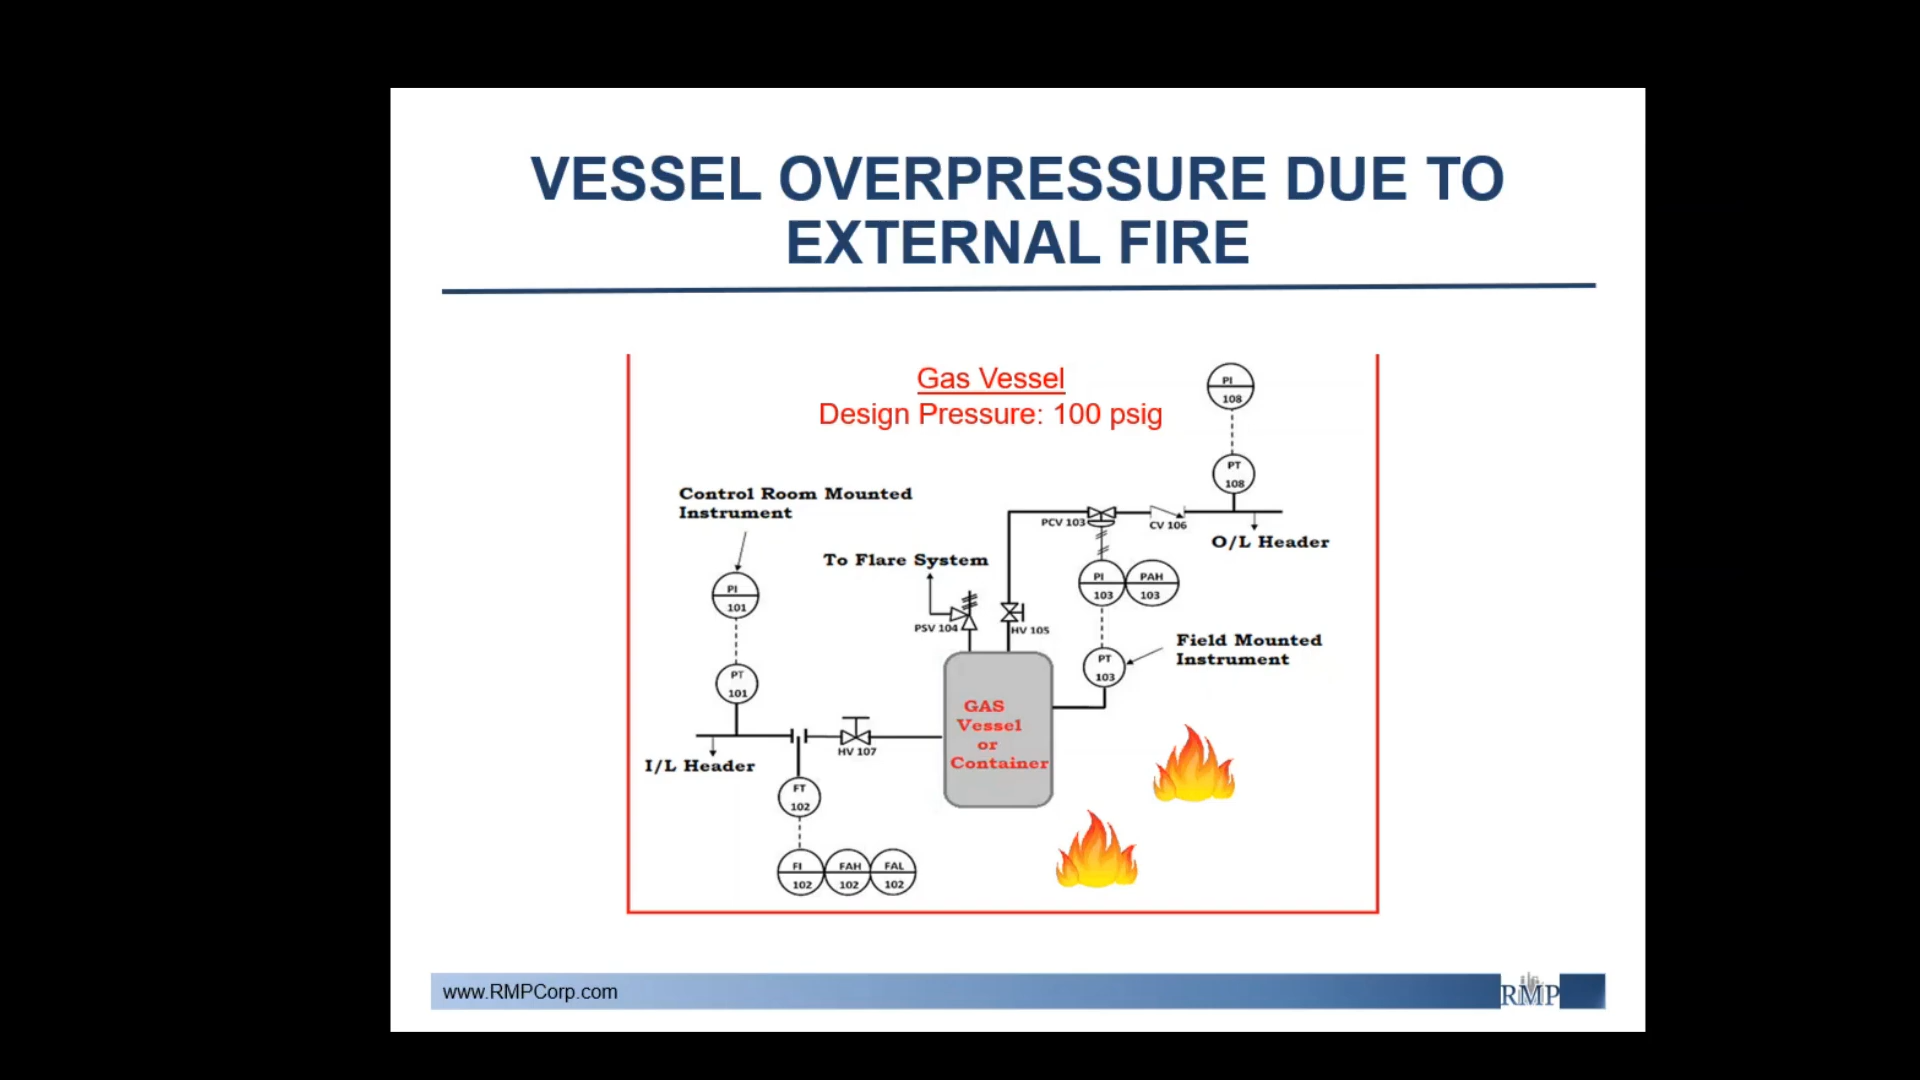 VESSEL OVERPRESSURE DUE TO
EXTERNAL FIRE
Gas Vessel
Design Pressure: 100 psig
PI
108
PT
108
Control Room Mounted
Instrument
PCV 103
CV 106
O/L Header
To Flare System
PI
103
PAH
103
PI
101
PSV 104
HV 105
Field Mounted
Instrument
PT
103
PT
101
GAS
Vessel
or
Container
HV 107
I/L Header
FT
102
FI
102
FAH
102
FAL
102
www.RMPCorp.com
RMP